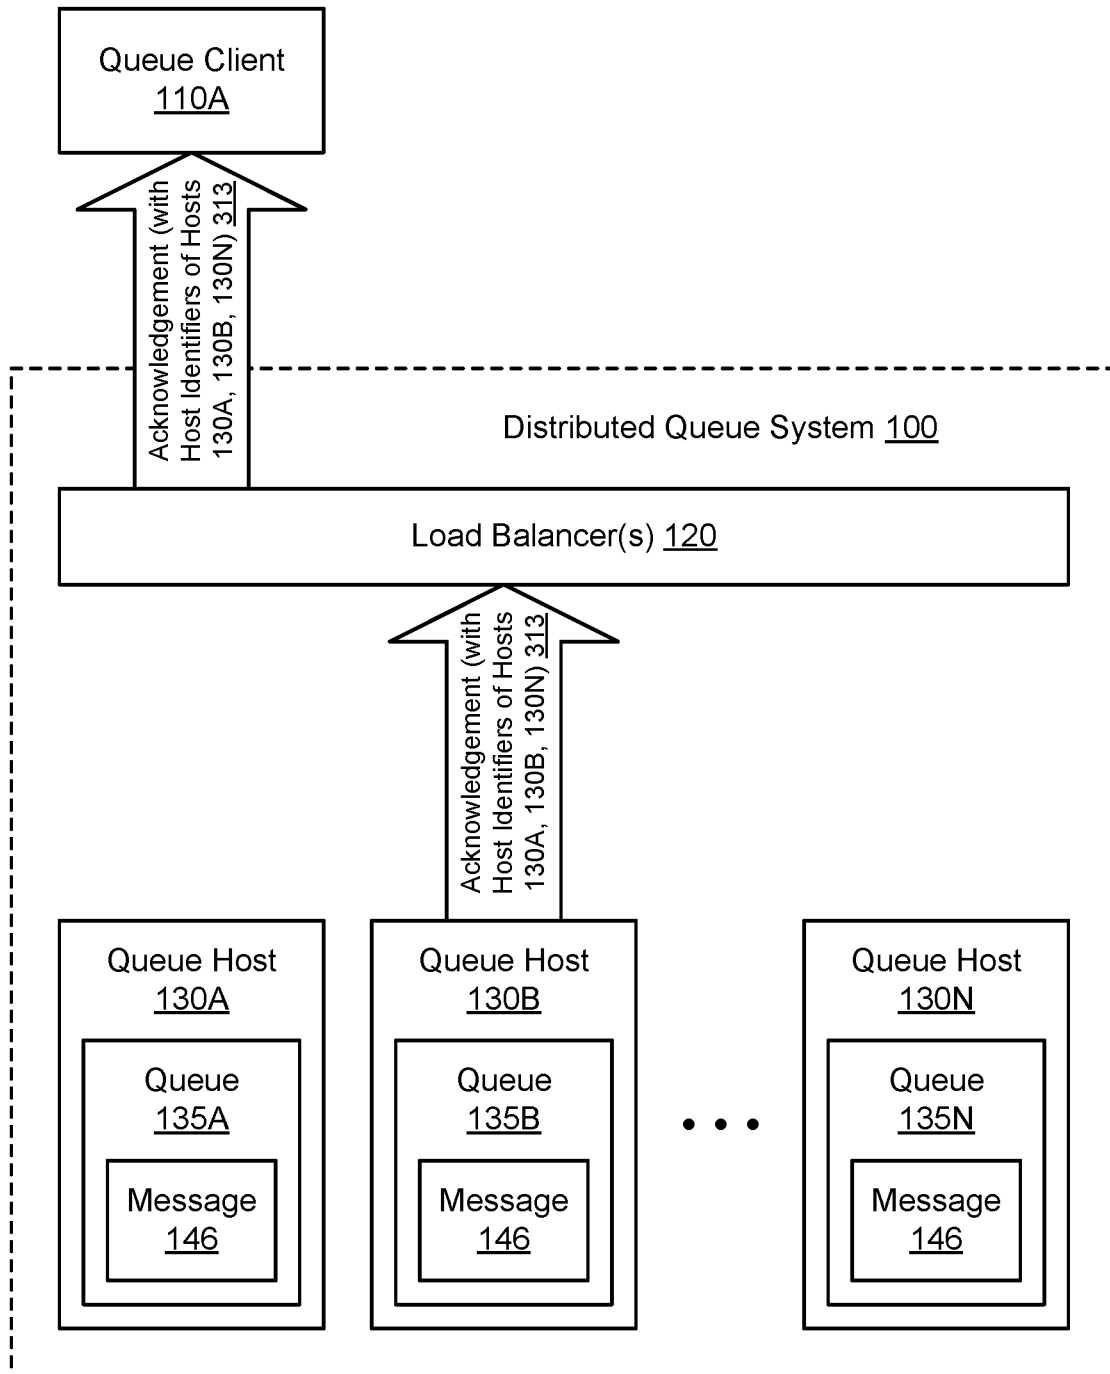 Queue Client
110A
Acknowledgement (with
Host Identifiers of Hosts
130A, 130B, 130N) 313
Distributed Queue System 100
Load Balancer(s) 120
Acknowledgement (with
Host Identifiers of Hosts
130A, 130B, 130N) 313
Queue Host
130A
Queue
135A
Message
146
Queue Host
130B
Queue
135B
Message
146
Queue Host
130N
Queue
135N
Message
146